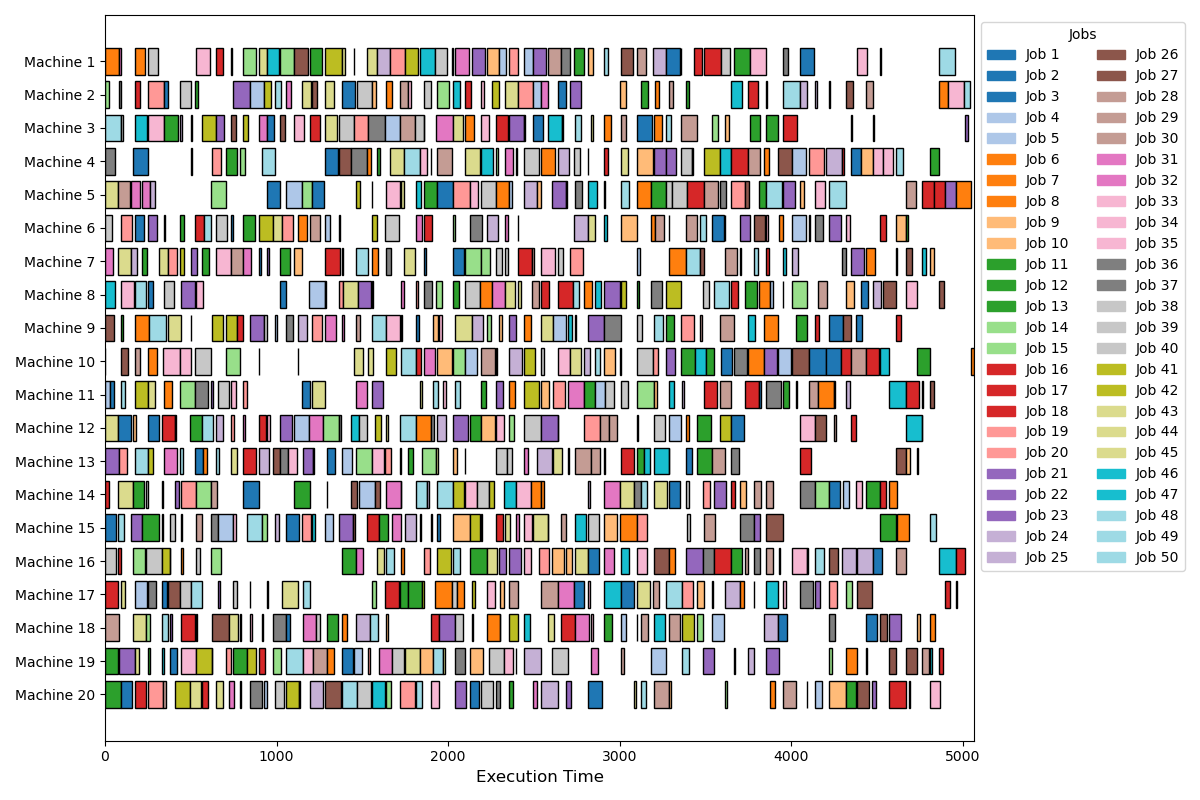 Machine 1
Machine 2
Machine 3
Machine 4
Machine 5
Machine 6
Machine 7
Machine 8
Machine 9
Machine 10
Machine 11
Machine 12
Machine 13
Machine 14
Machine 15
Machine 16
Machine 17
Machine 18
Machine 19
Machine 20
0 1000 2000 3000 4000 5000
Execution Time
Jobs
Job 1 Job 26
Job 2 Job 27
Job 3 Job 28
Job 4 Job 29
Job 5 Job 30
Job 6 Job 31
Job 7 Job 32
Job 8 Job 33
Job 9 Job 34
Job 10 Job 35
Job 11 Job 36
Job 12 Job 37
Job 13 Job 38
Job 14 Job 39
Job 15 Job 40
Job 16 Job 41
Job 17 Job 42
Job 18 Job 43
Job 19 Job 44
Job 20 Job 45
Job 21 Job 46
Job 22 Job 47
Job 23 Job 48
Job 24 Job 49
Job 25 Job 50